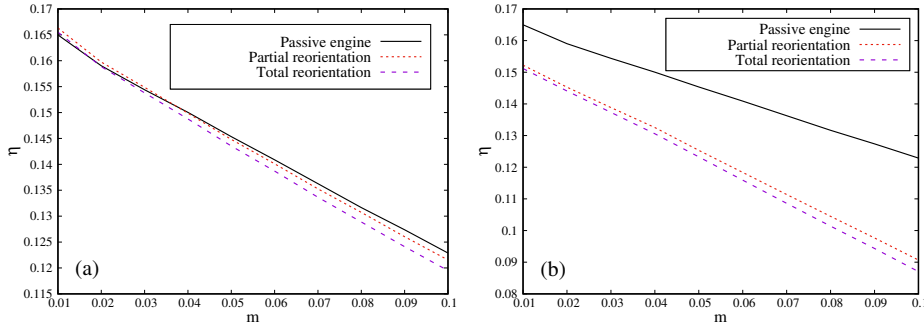 0.17
0.165
0.16
0.155
0.15
0.145
0.14
0.135
0.13
0.125
0.12
0.115
η
Passive engine
Partial reorientation
Total reorientation
(a)
0.01 0.02 0.03 0.04 0.05 0.06 0.07 0.08 0.09 0.1
m
0.17
0.16
0.15
0.14
0.13
0.12
0.11
0.1
0.09
0.08
η
Passive engine
Partial reorientation
Total reorientation
(b)
0.01 0.02 0.03 0.04 0.05 0.06 0.07 0.08 0.09 0.1
m